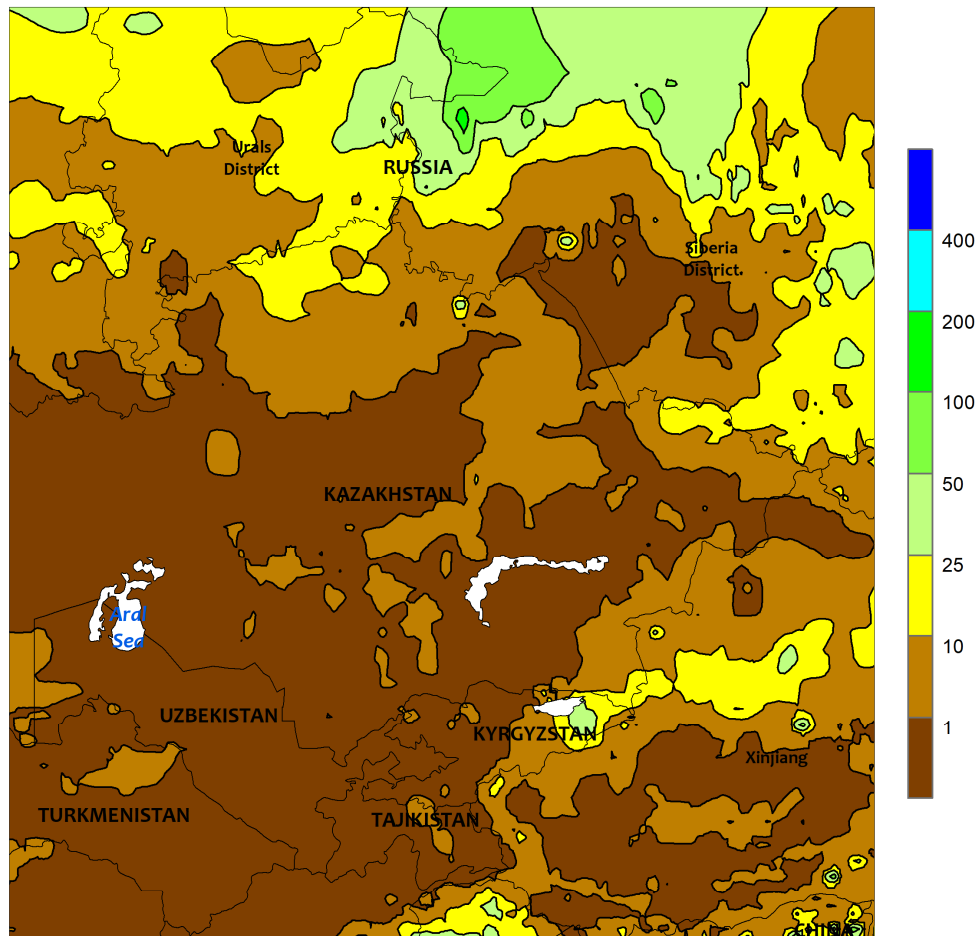 Urals
District
RUSSIA
Siberia
District
KAZAKHSTAN
Aral
Sea
UZBEKISTAN
KYRGYZSTAN
Xinjiang
TURKMENISTAN
TAJIKISTAN
CHINA
400
200
100
50
25
10
1